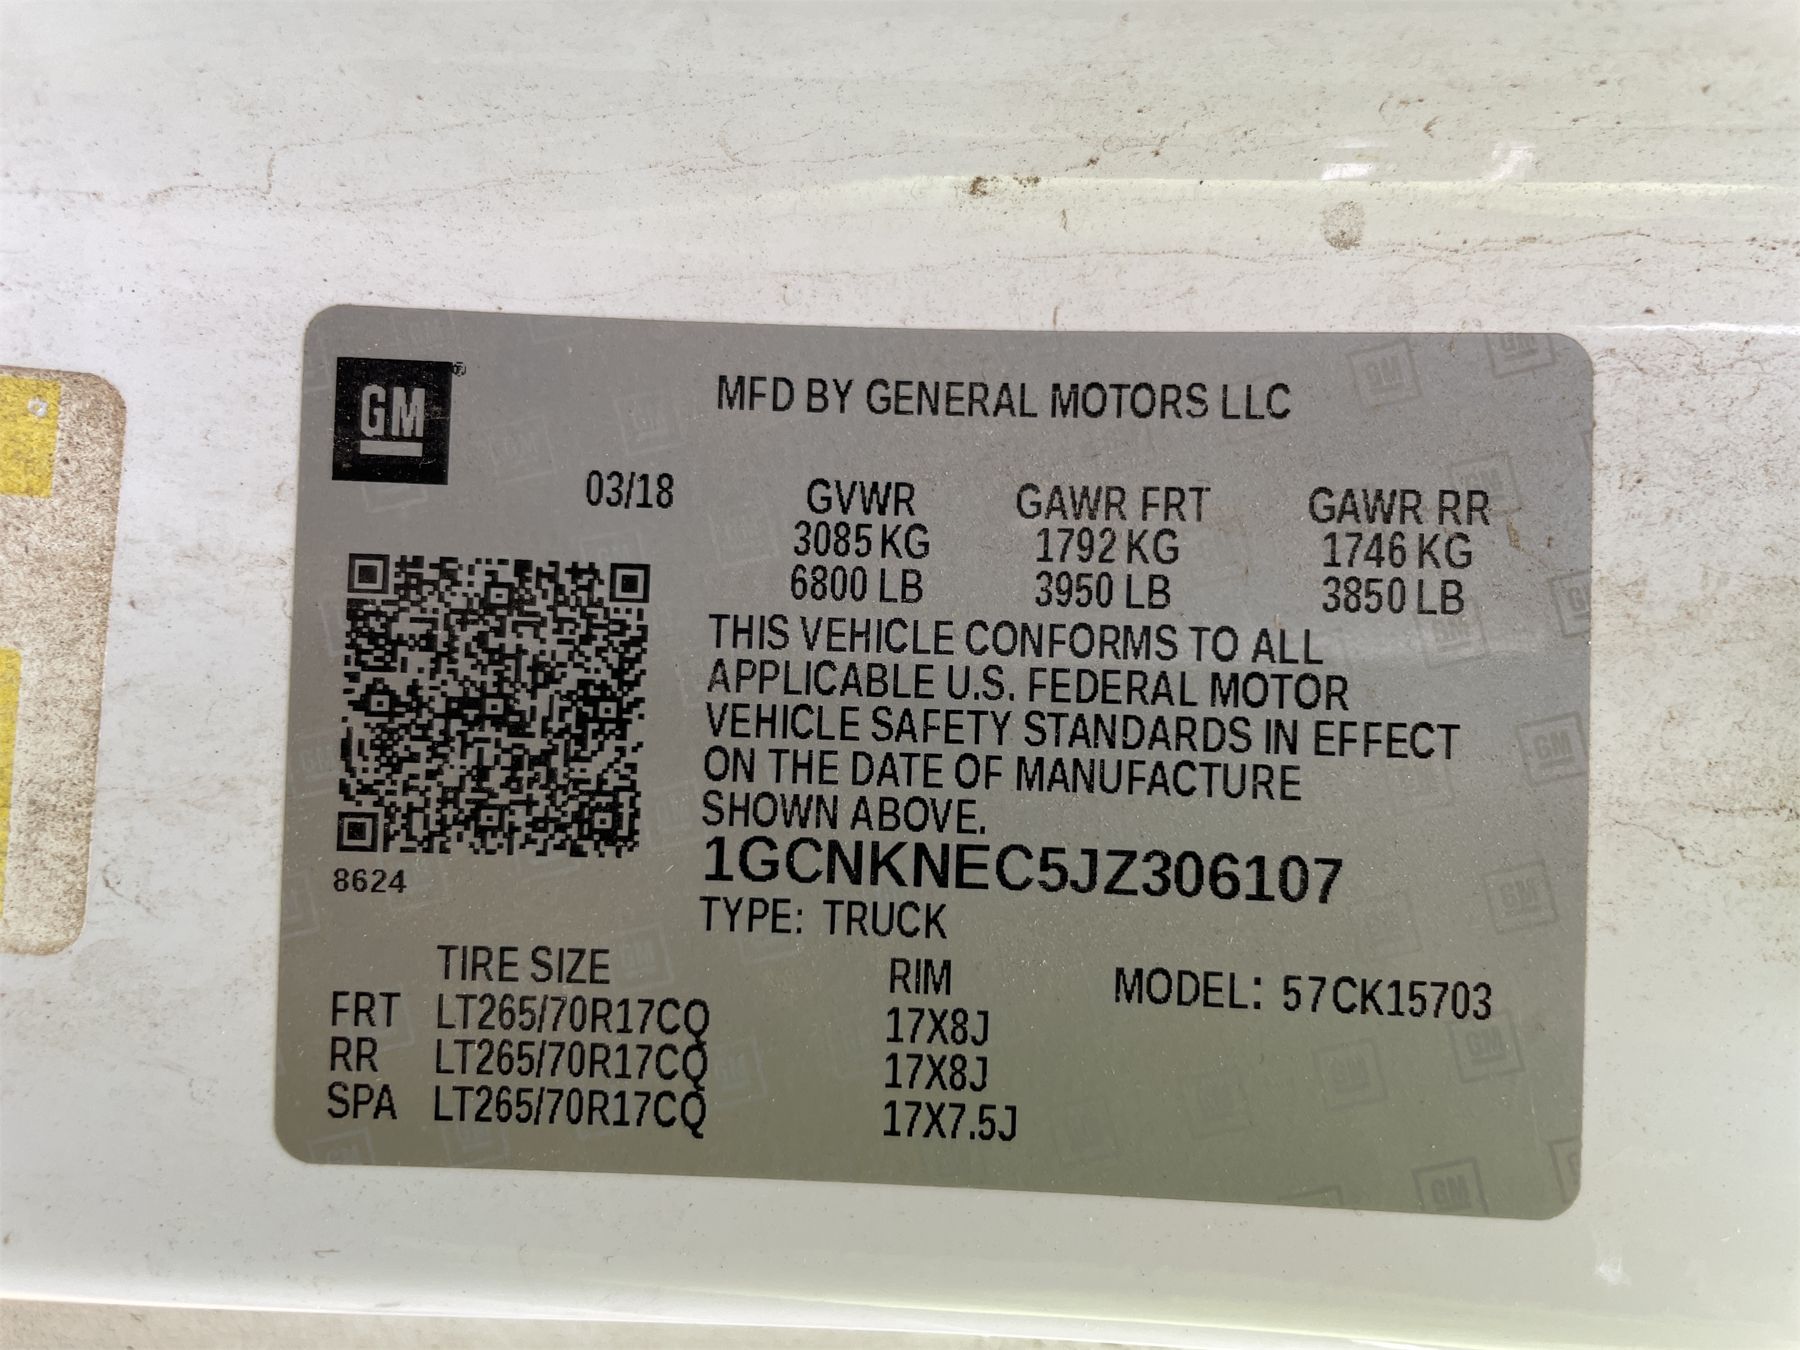 GM ®
MFD BY GENERAL MOTORS LLC
03/18 GVWR GAWR FRT GAWR RR
3085 KG 1792 KG 1746 KG
6800 LB 3950 LB 3850 LB
THIS VEHICLE CONFORMS TO ALL
APPLICABLE U.S. FEDERAL MOTOR
VEHICLE SAFETY STANDARDS IN EFFECT
ON THE DATE OF MANUFACTURE
SHOWN ABOVE.
1GCNKNEC5JZ306107
8624
TYPE: TRUCK
TIRE SIZE RIM MODEL: 57CK15703
FRT LT265/70R17CQ 17X8J
RR LT265/70R17CQ 17X8J
SPA LT265/70R17CQ 17X7.5J